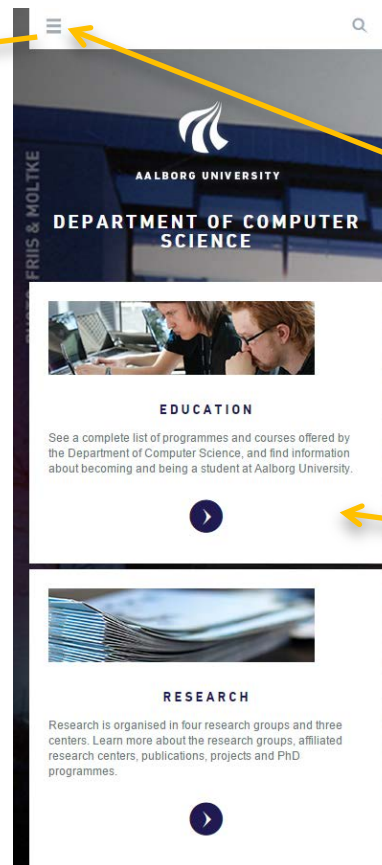 AALBORG UNIVERSITY
DEPARTMENT OF COMPUTER
SCIENCE
PHOTO: FRIIS & MOLTKE
EDUCATION
See a complete list of programmes and courses offered by
the Department of Computer Science, and find information
about becoming and being a student at Aalborg University.
RESEARCH
Research is organised in four research groups and three
centers. Learn more about the research groups, affiliated
research centers, publications, projects and PhD
programmes.